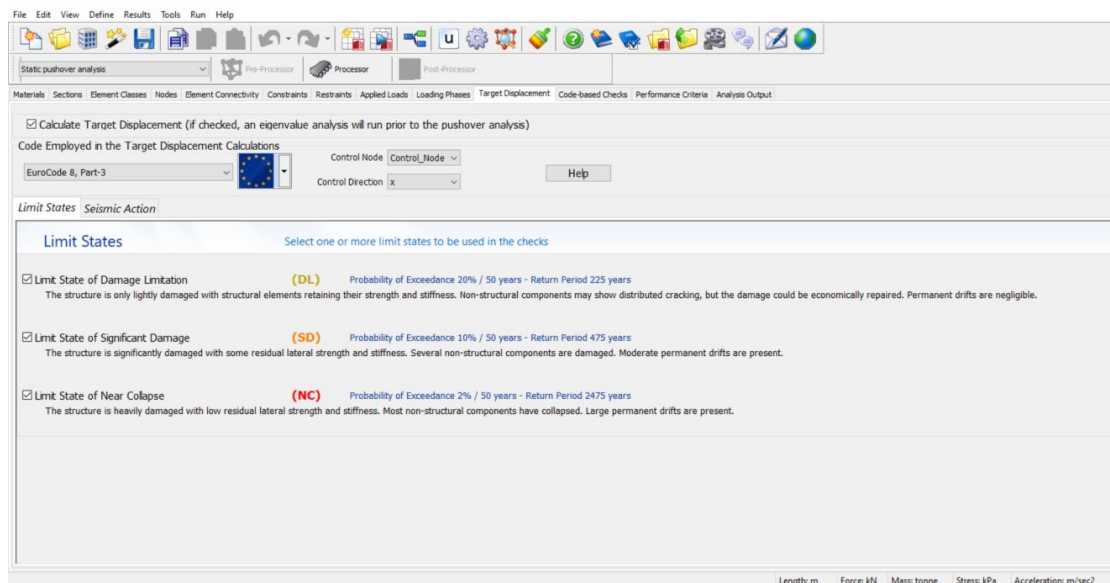 File Edit View Define Results Tools Run Help
u
Static pushover analysis Pre-Processor Processor Post-Processor
Materials Sections Element Classes Nodes Element Connectivity Constraints Restraints Applied Loads Loading Phases Target Displacement Code-based Checks Performance Criteria Analysis Output
Calculate Target Displacement (if checked, an eigenvalue analysis will run prior to the pushover analysis)
Code Employed in the Target Displacement Calculations
EuroCode 8, Part-3
Control Node Control_Node
Control Direction x
Help
Limit States Seismic Action
Limit States Select one or more limit states to be used in the checks
Limit State of Damage Limitation (DL) Probability of Exceedance 20% / 50 years - Return Period 225 years
The structure is only lightly damaged with structural elements retaining their strength and stiffness. Non-structural components may show distributed cracking, but the damage could be economically repaired. Permanent drifts are negligible.
Limit State of Significant Damage (SD) Probability of Exceedance 10% / 50 years - Return Period 475 years
The structure is significantly damaged with some residual lateral strength and stiffness. Several non-structural components are damaged. Moderate permanent drifts are present.
Limit State of Near Collapse (NC) Probability of Exceedance 2% / 50 years - Return Period 2475 years
The structure is heavily damaged with low residual lateral strength and stiffness. Most non-structural components have collapsed. Large permanent drifts are present.
Length: m Force: kN Mass: tonne Stress: kPa Acceleration: m/sec2